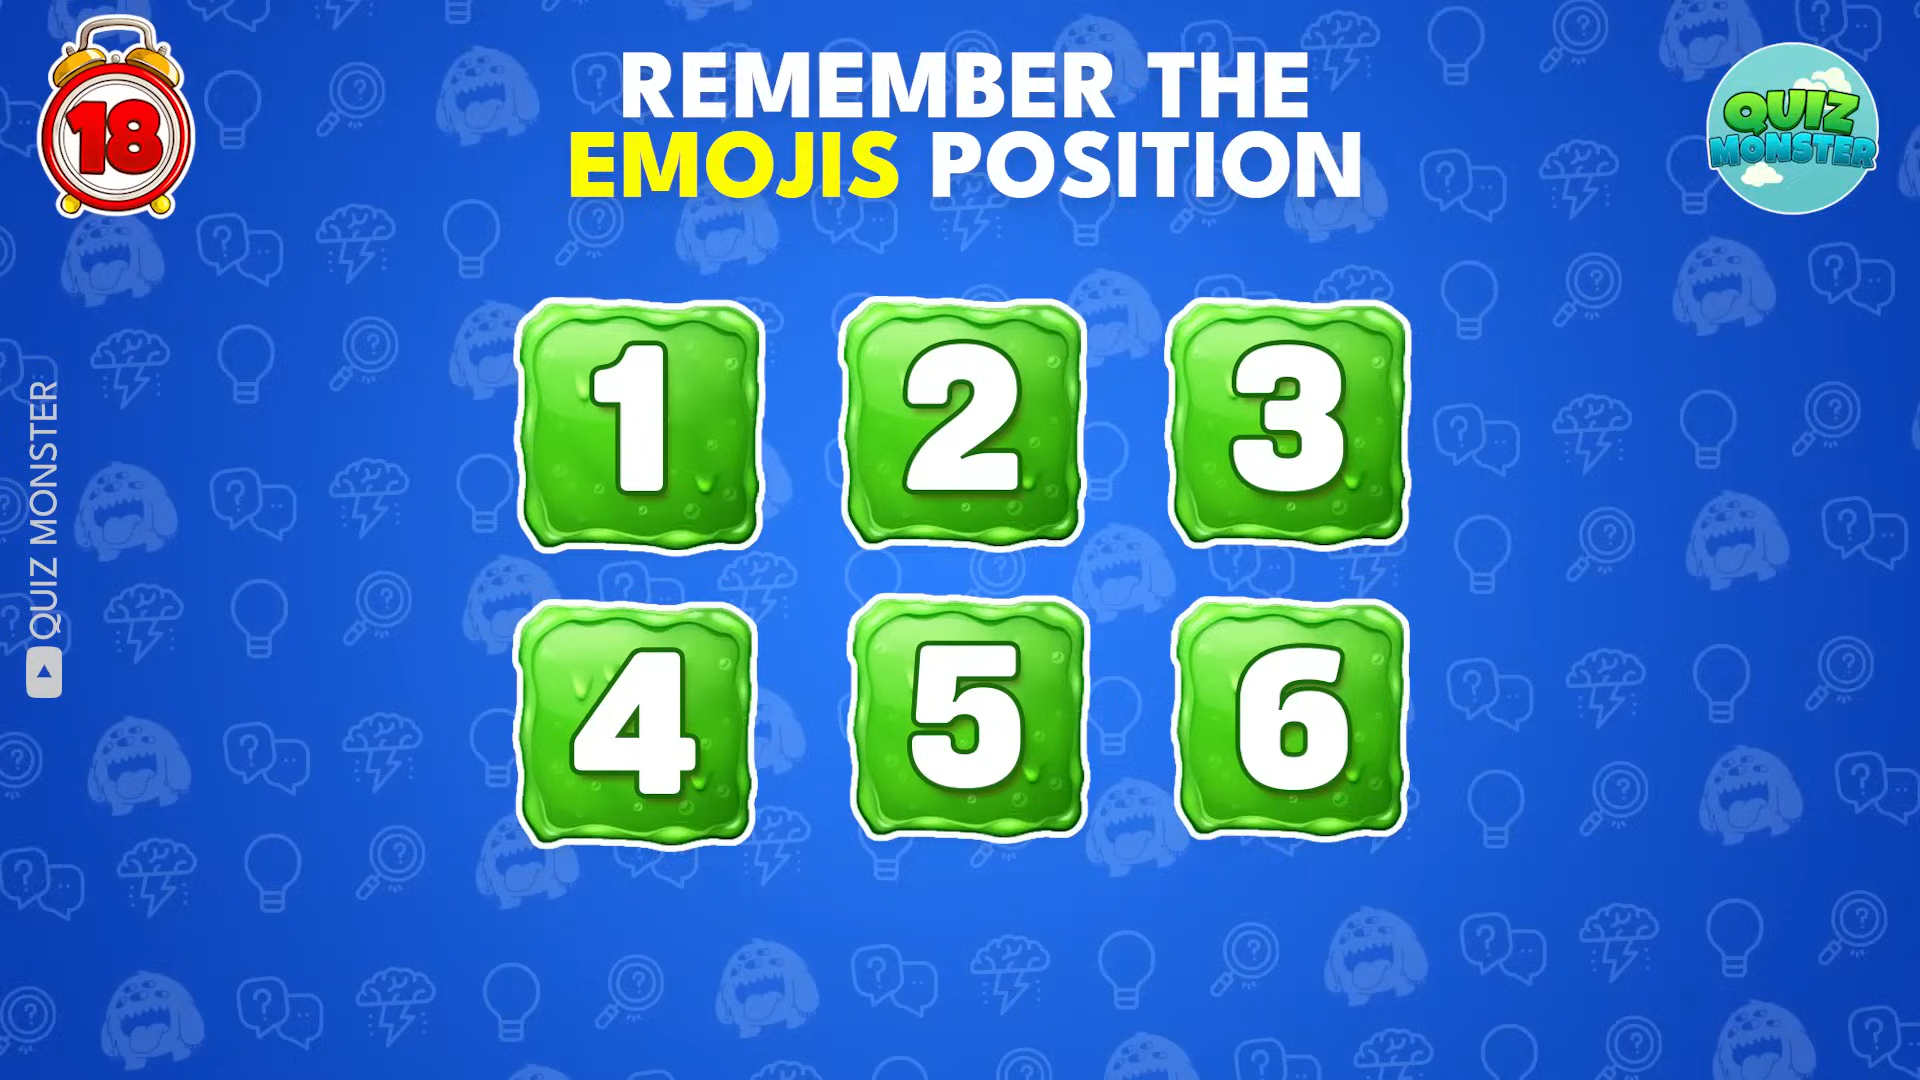 18
REMEMBER THE
EMOJIS POSITION
QUIZ
MONSTER
QUIZ MONSTER
1 2 3
4 5 6